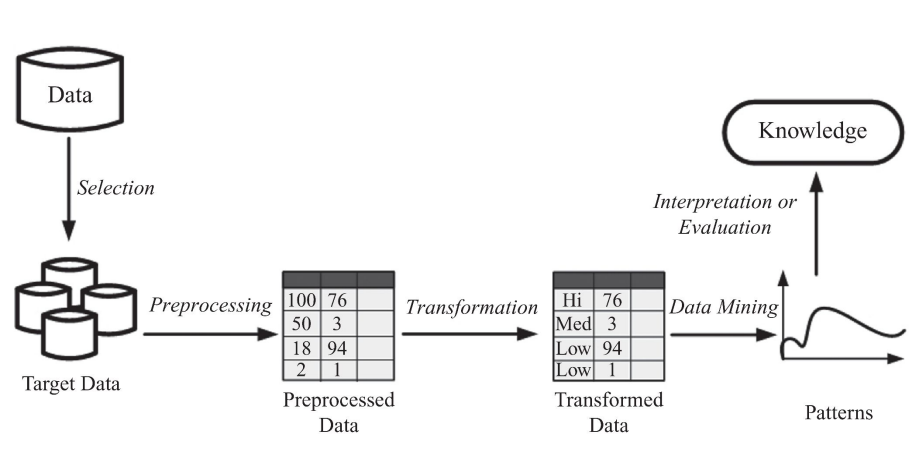 Data
Selection
Target Data
Preprocessing
100 76
50 3
18 94
2 1
Preprocessed
Data
Transformation
Hi 76
Med 3
Low 94
Low 1
Transformed
Data
Data Mining
Patterns
Interpretation or
Evaluation
Knowledge